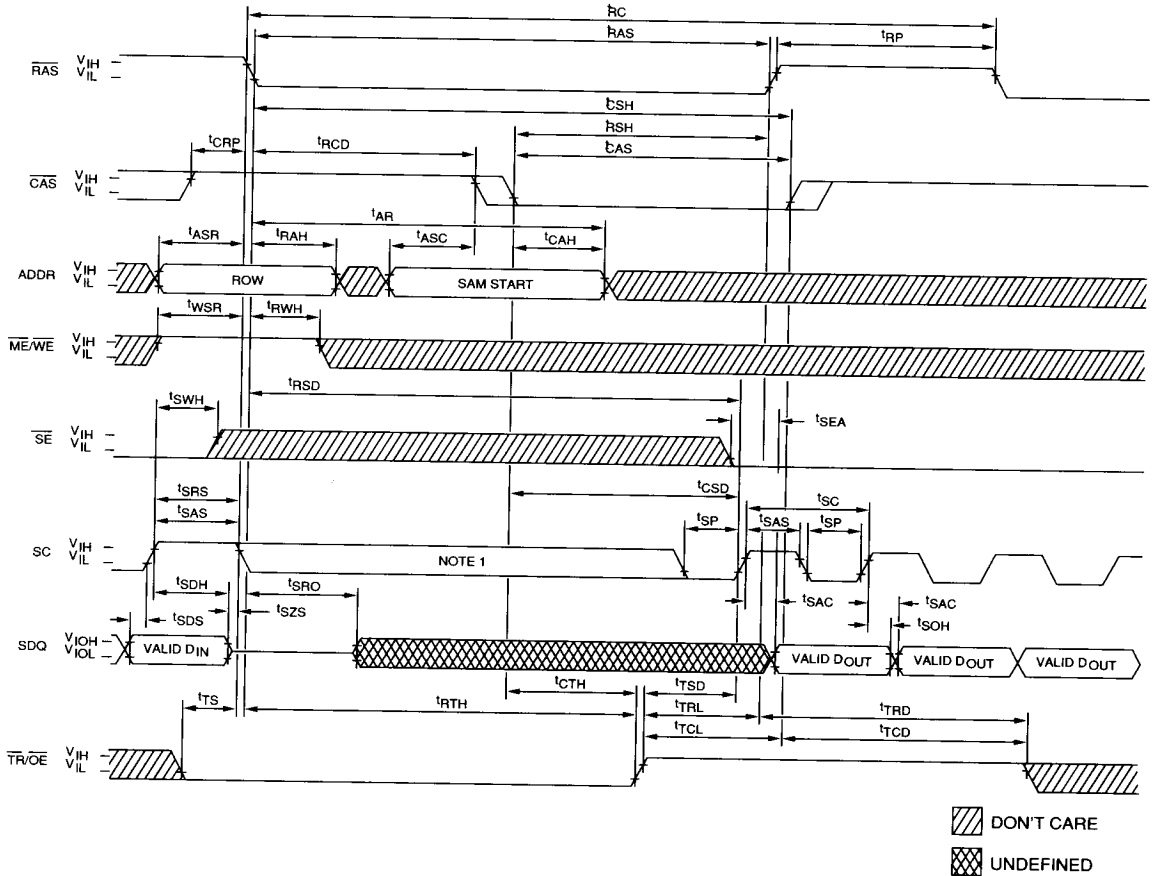 tRC
tRAS tRP
RAS VIH
VIL
tCSH
tRSH
tCRP tRCD tCAS
CAS VIH
VIL
tAR
tASR tRAH tASC tCAH
ADDR VIH
VIL
ROW SAM START
tWSR tRWH
ME/WE VIH
VIL
tRSD
tSWH tSEA
SE VIH
VIL
tSRS tCSD tSC
tSAS tSP tSAS tSP
SC VIH
VIL
NOTE 1
tSDH tSRO tSAC tSAC
tSDS tSZS tSOH
SDQ VIOH
VIOL
VALID DIN VALID DOUT VALID DOUT VALID DOUT
tCTH tTSD
tTS tRTH tTRL tTRD
tTCL tTCD
TR/OE VIH
VIL
DON'T CARE
UNDEFINED